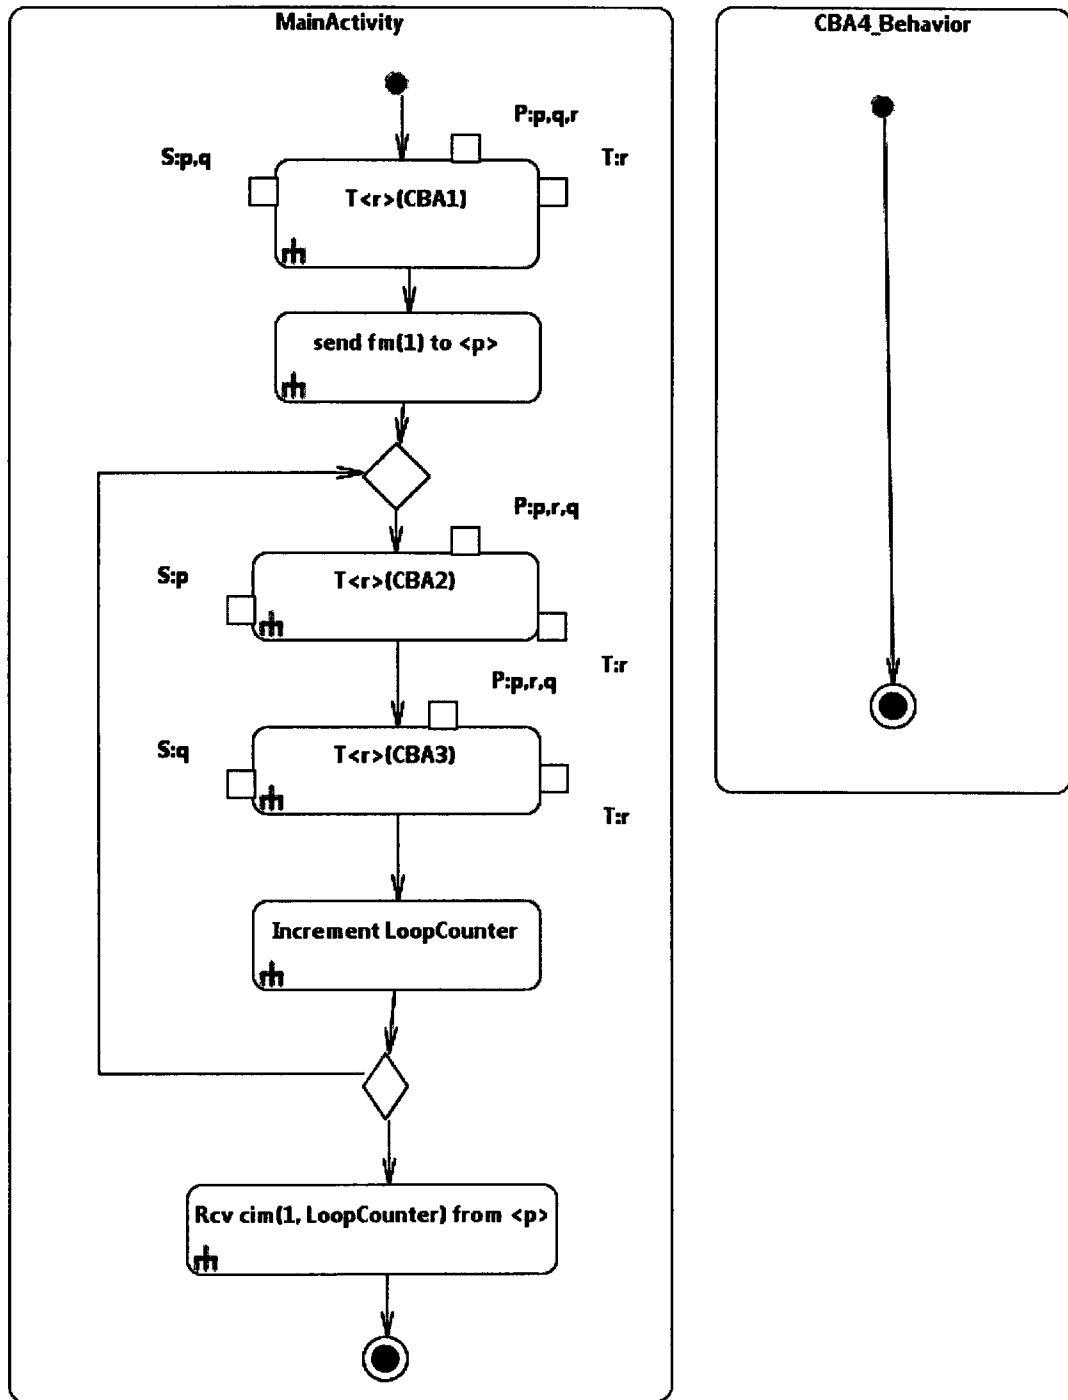 MainActivity
P:p,q,r
S:p,q
T:r
T<r>(CBA1)
send fm(1) to <p>
P:p,r,q
S:p
T<r>(CBA2)
T:r
P:p,r,q
S:q
T<r>(CBA3)
T:r
Increment LoopCounter
Rcv cim(1, LoopCounter) from <p>
CBA4_Behavior